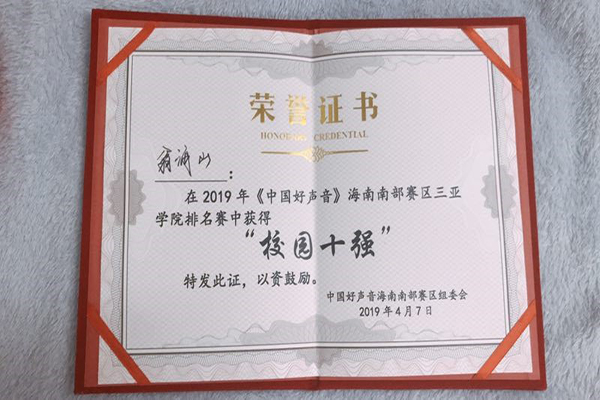 荣誉证书
HONOR CREDENTIAL
翁诚山：
在2019年《中国好声音》海南南部赛区三亚
学院排名赛中获得
“校园十强”
特发此证，以资鼓励。
中国好声音海南南部赛区组委会
2019年4月7日